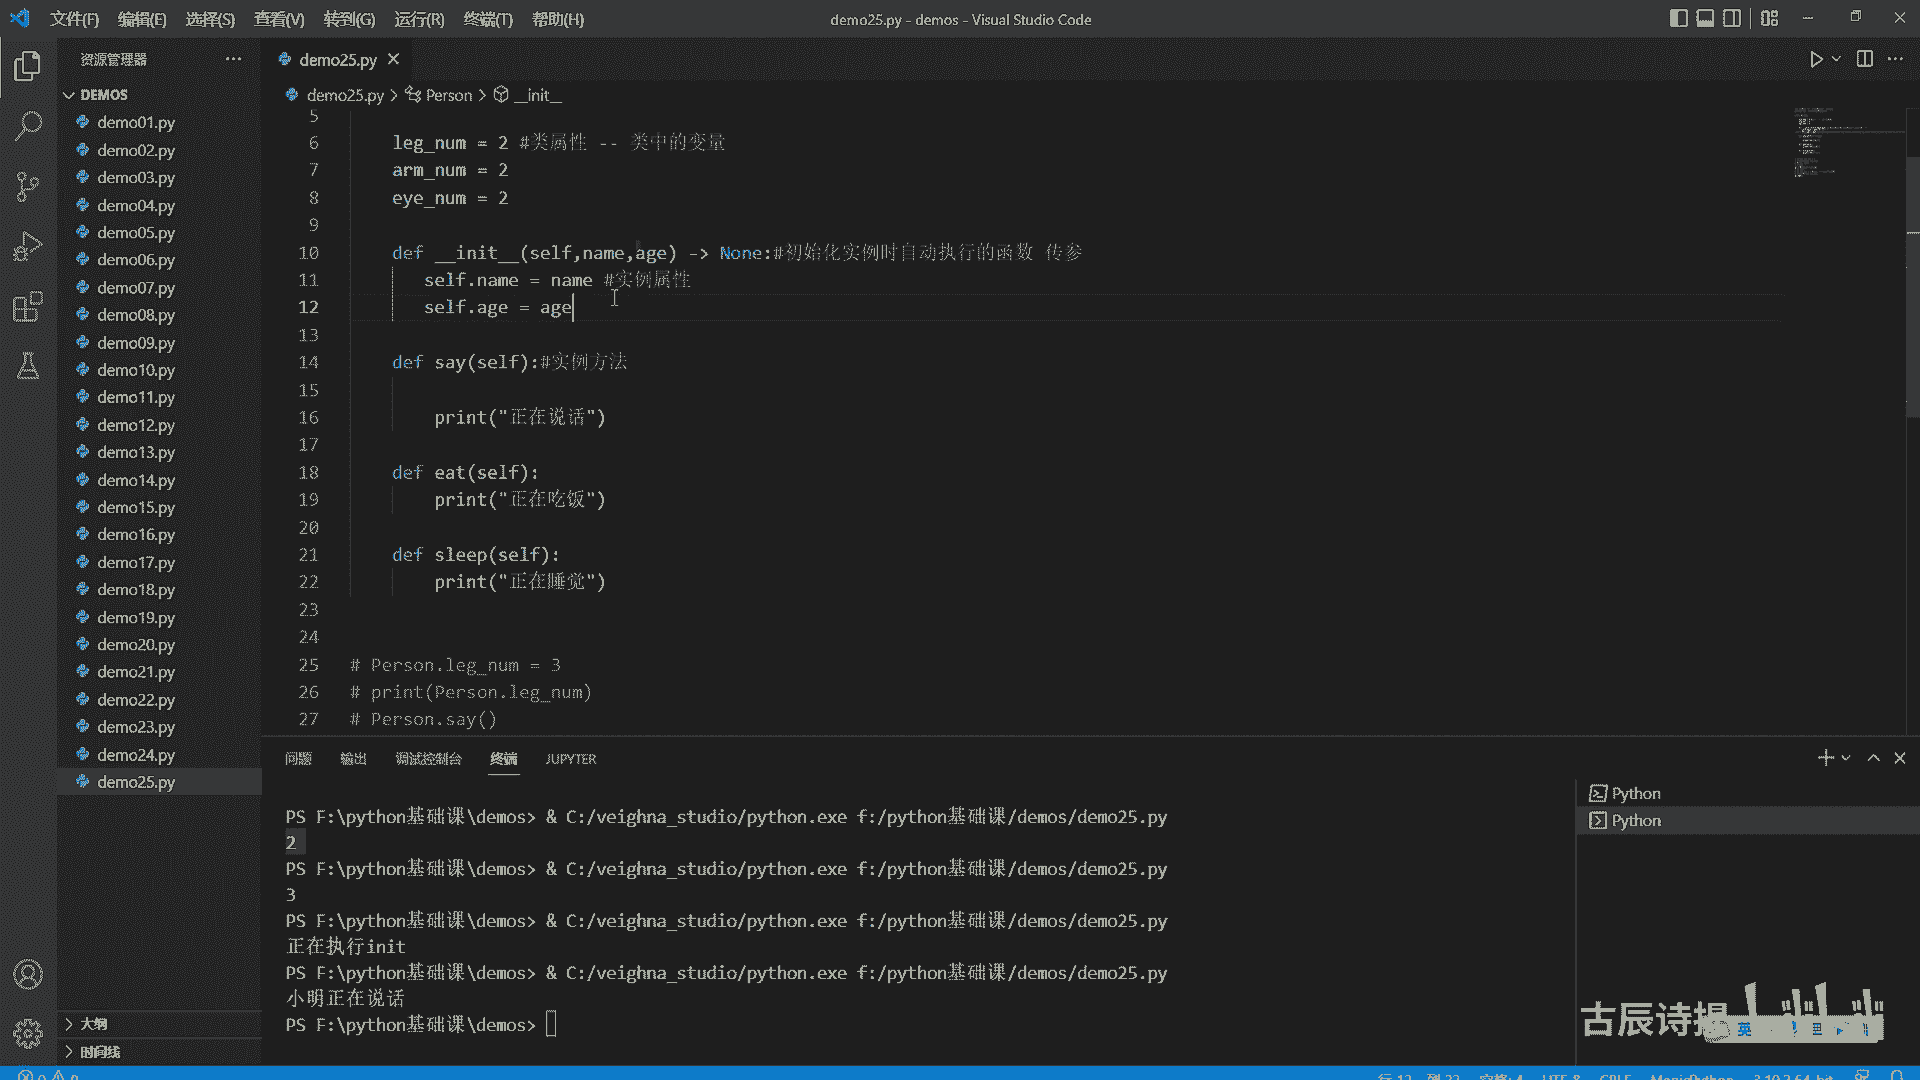 文件(F) 编辑(E) 选择(S) 查看(V) 转到(G) 运行(R) 终端(T) 帮助(H)
demo25.py - demos - Visual Studio Code
资源管理器
DEMOS
demo01.py
demo02.py
demo03.py
demo04.py
demo05.py
demo06.py
demo07.py
demo08.py
demo09.py
demo10.py
demo11.py
demo12.py
demo13.py
demo14.py
demo15.py
demo16.py
demo17.py
demo18.py
demo19.py
demo20.py
demo21.py
demo22.py
demo23.py
demo24.py
demo25.py
大纲
时间线
demo25.py
demo25.py > Person > __init__
5
6 leg_num = 2 #类属性 -- 类中的变量
7 arm_num = 2
8 eye_num = 2
9
10 def __init__(self,name,age) -> None:#初始化实例时自动执行的函数 传参
11 self.name = name #实例属性
12 self.age = age
13
14 def say(self):#实例方法
15
16 print("正在说话")
17
18 def eat(self):
19 print("正在吃饭")
20
21 def sleep(self):
22 print("正在睡觉")
23
24
25 # Person.leg_num = 3
26 # print(Person.leg_num)
27 # Person.say()
问题 输出 调试控制台 终端 JUPYTER
PS F:\python基础课\demos> & C:/veighna_studio/python.exe f:/python基础课/demos/demo25.py
2
PS F:\python基础课\demos> & C:/veighna_studio/python.exe f:/python基础课/demos/demo25.py
3
PS F:\python基础课\demos> & C:/veighna_studio/python.exe f:/python基础课/demos/demo25.py
正在执行init
PS F:\python基础课\demos> & C:/veighna_studio/python.exe f:/python基础课/demos/demo25.py
小明正在说话
PS F:\python基础课\demos>
Python
Python
古辰诗提
英